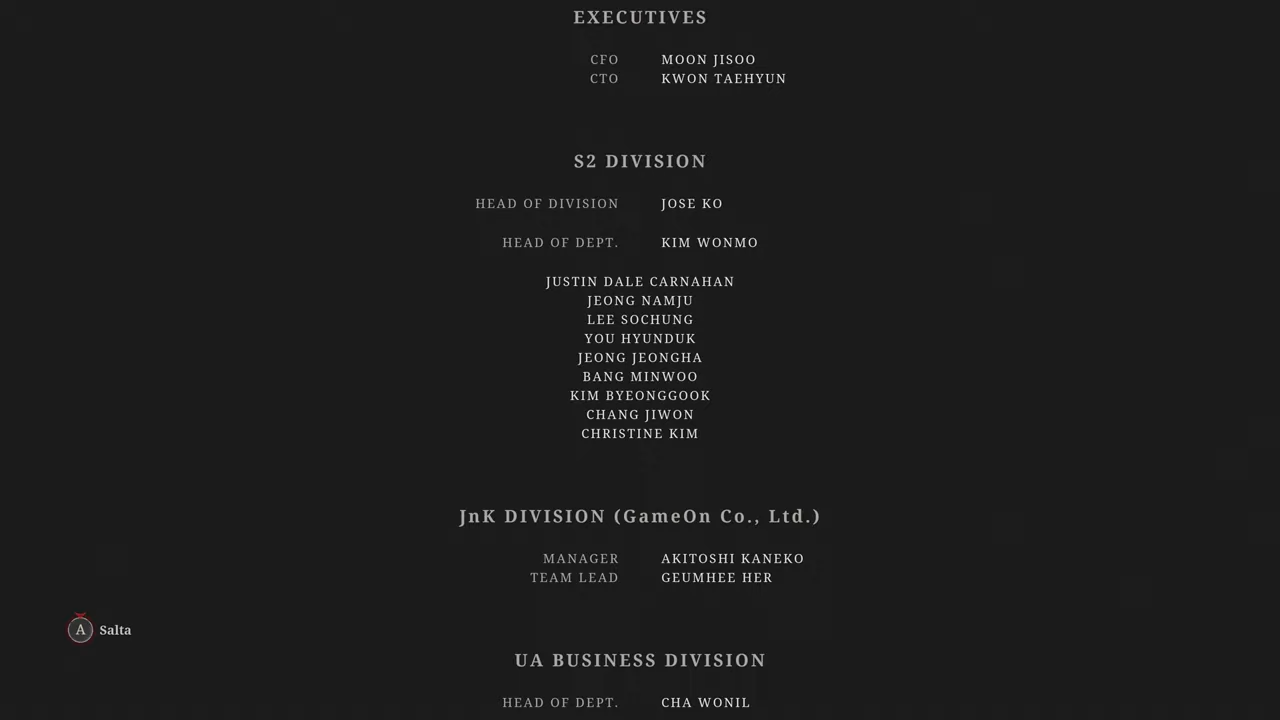 EXECUTIVES
CFO MOON JISOO
CTO KWON TAEHYUN
S2 DIVISION
HEAD OF DIVISION JOSE KO
HEAD OF DEPT. KIM WONMO
JUSTIN DALE CARNAHAN
JEONG NAMJU
LEE SOCHUNG
YOU HYUNDUK
JEONG JEONGHA
BANG MINWOO
KIM BYEONGGOOK
CHANG JIWON
CHRISTINE KIM
JnK DIVISION (GameOn Co., Ltd.)
MANAGER AKITOSHI KANEKO
TEAM LEAD GEUMHEE HER
A Salta
UA BUSINESS DIVISION
HEAD OF DEPT. CHA WONIL